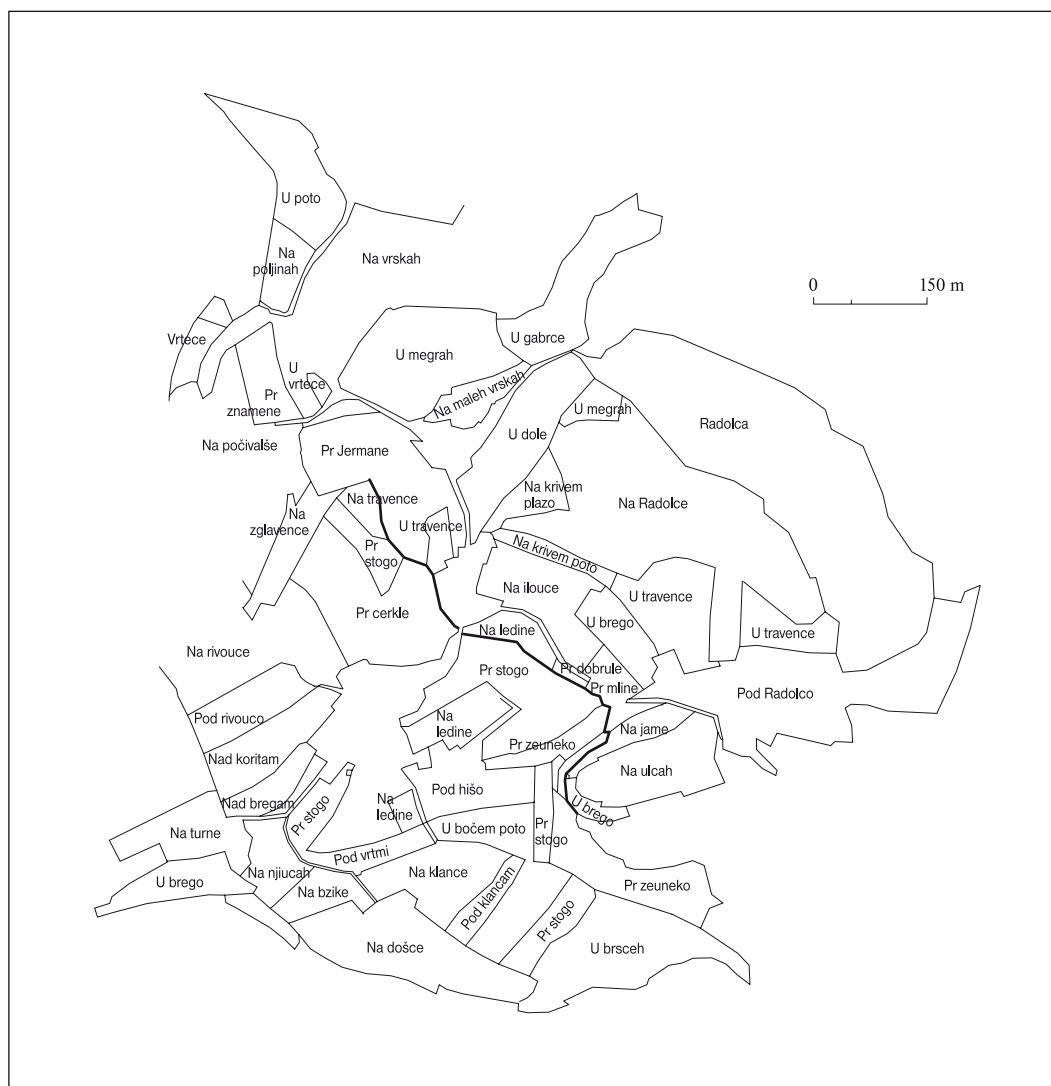 U poto
Na
poljinah
Na vrskah
0
150 m
Vrtece
U megrah
U gabrce
U
vrtece
Pr
znamene
Na maleh vrskah
U megrah
Radolca
Na počivalše
Pr Jermane
U dole
Na krivem
plazo
Na Radolce
Na travence
Na
zglavence
U travence
Pr
stogo
Na krivem poto
Na ilouce
U travence
Pr cerkle
U brego
U travence
Na ledine
Na rivouce
Pr stogo
Pr dobrule
Pr mline
Pod Radolco
Pod rivouco
Na
ledine
Na jame
Pr zeuneko
Nad koritam
Na ulcah
Pod hišo
Nad bregam
Pr stogo
Na
ledine
U brego
Na turne
U bočem poto
Pr
stogo
Pod vrtmi
Na njiucah
Na klance
U brego
Na bzike
Pod klancam
Pr zeuneko
Pr stogo
Na došce
U brsceh